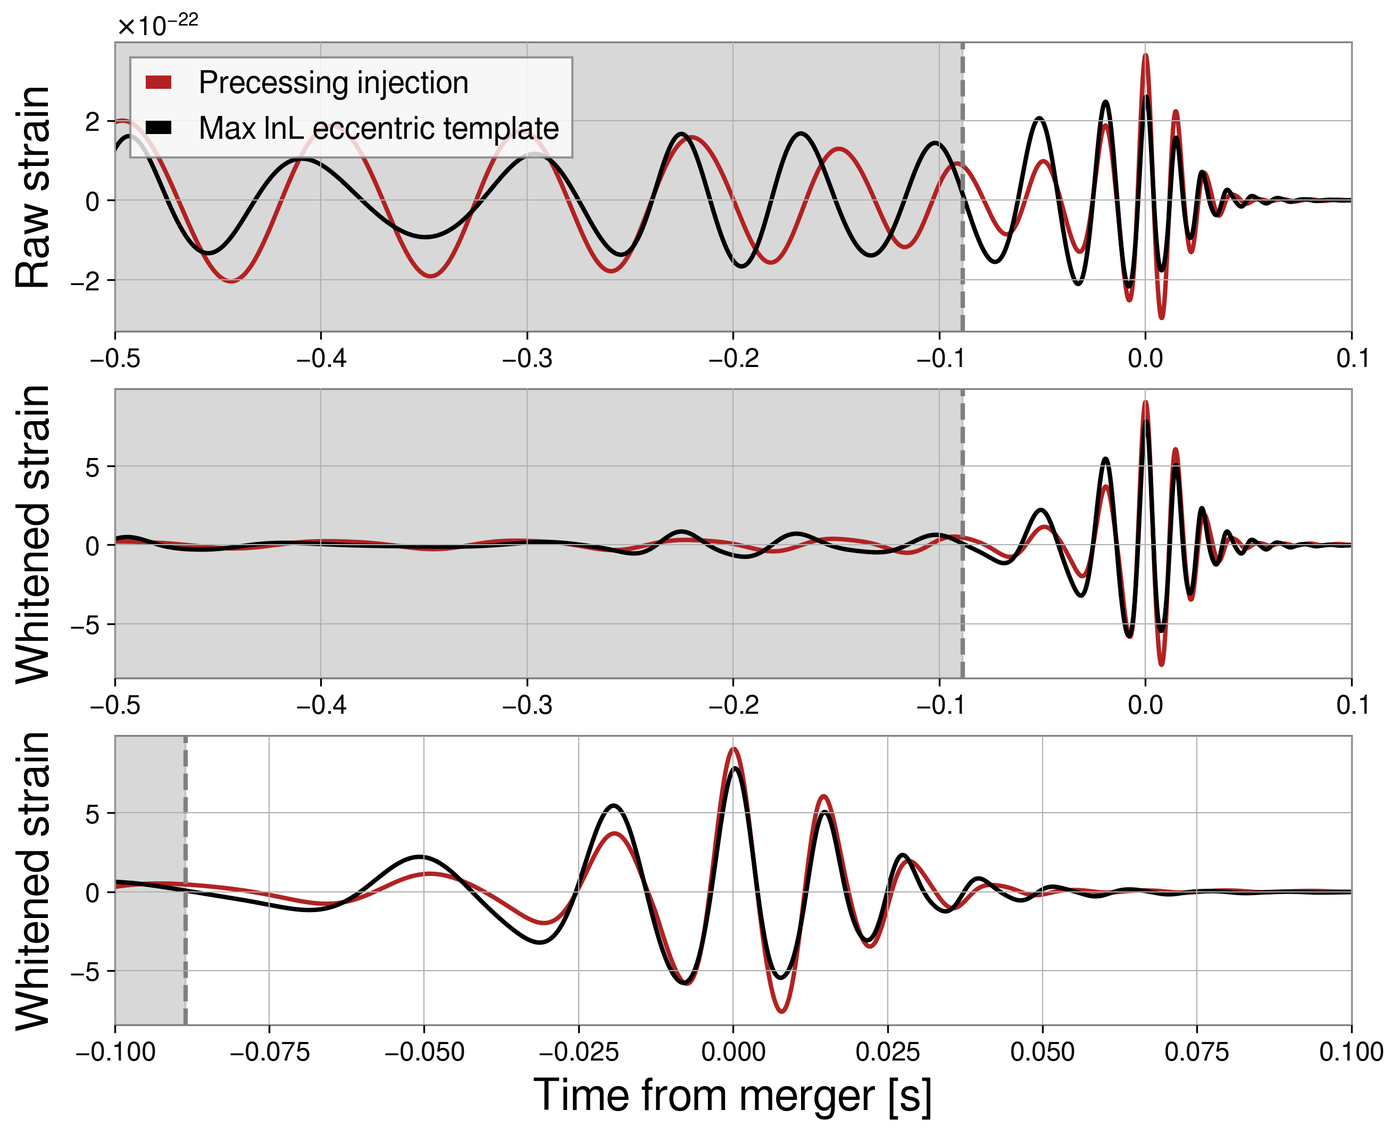 ×10−22
Precessing injection
Max lnL eccentric template
Raw strain
2
0
−2
−0.5 −0.4 −0.3 −0.2 −0.1 0.0 0.1
Whitened strain
5
0
−5
−0.5 −0.4 −0.3 −0.2 −0.1 0.0 0.1
Whitened strain
5
0
−5
−0.100 −0.075 −0.050 −0.025 0.000 0.025 0.050 0.075 0.100
Time from merger [s]